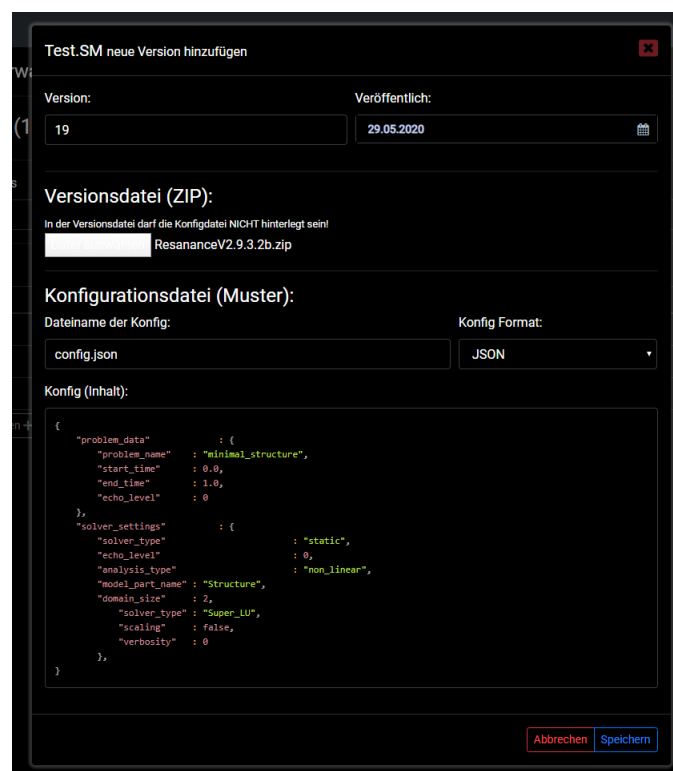 Test.SM neue Version hinzufügen
Version:
Veröffentlich:
19
29.05.2020
(1
Versionsdatei (ZIP):
In der Versionsdatei darf die Konfigdatei NICHT hinterlegt sein!
ResananceV2.9.3.2b.zip
Konfigurationsdatei (Muster):
Dateiname der Konfig:
Konfig Format:
config.json
JSON
Konfig (Inhalt):
en +
{
"problem_data" : {
"problem_name" : "minimal_structure",
"start_time" : 0.0,
"end_time" : 1.0,
"echo_level" : 0
},
"solver_settings" : {
"solver_type" : "static",
"echo_level" : 0,
"analysis_type" : "non_linear",
"model_part_name" : "Structure",
"domain_size" : 2,
"solver_type" : "Super_LU",
"scaling" : false,
"verbosity" : 0
},
}
Abbrechen
Speichern